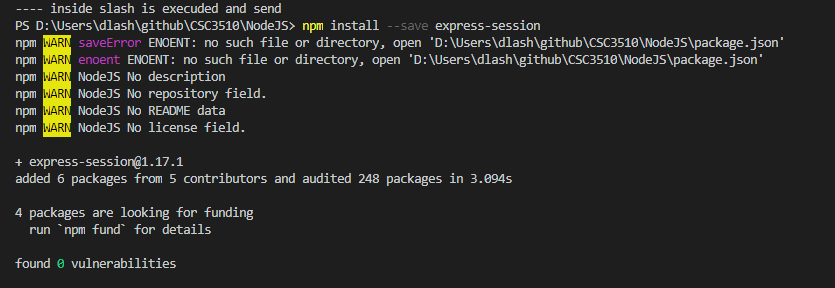 ---- inside slash is execuded and send
PS D:\Users\dlash\github\CSC3510\NodeJS> npm install --save express-session
npm WARN saveError ENOENT: no such file or directory, open 'D:\Users\dlash\github\CSC3510\NodeJS\package.json'
npm WARN enoent ENOENT: no such file or directory, open 'D:\Users\dlash\github\CSC3510\NodeJS\package.json'
npm WARN NodeJS No description
npm WARN NodeJS No repository field.
npm WARN NodeJS No README data
npm WARN NodeJS No license field.
+ express-session@1.17.1
added 6 packages from 5 contributors and audited 248 packages in 3.094s
4 packages are looking for funding
run `npm fund` for details
found 0 vulnerabilities